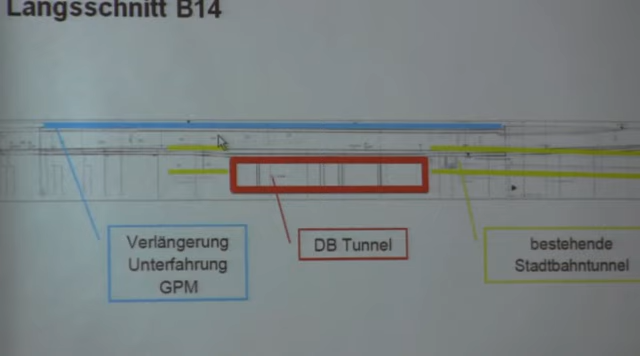 Längsschnitt B14
Verlängerung
Unterfahrung
GPM
DB Tunnel
bestehende
Stadtbahntunnel